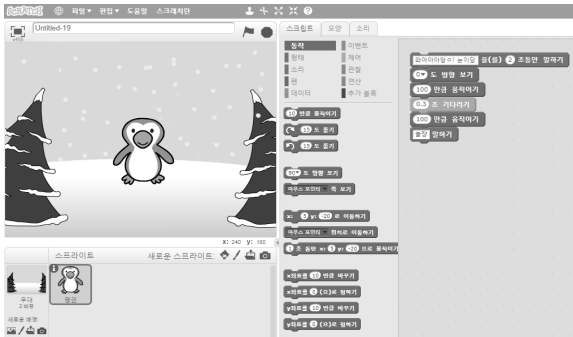 SCRATCH 파일▼ 편집▼ 도움말 스크래치란
Untitled-19
x: 240 y: 180
스프라이트 새로운 스프라이트:
무대
2 배경
펭귄
새로운 배경:
스크립트 모양 소리
동작 이벤트
형태 제어
소리 관찰
펜 연산
데이터 추가 블록
10 만큼 움직이기
15 도 돌기
15 도 돌기
90▼ 도 방향 보기
마우스 포인터 쪽 보기
x: 0 y: -20 로 이동하기
마우스 포인터 위치로 이동하기
1 초 동안 x: 0 y: -20 으로 움직이기
x좌표를 10 만큼 바꾸기
x좌표를 0 (으)로 정하기
y좌표를 10 만큼 바꾸기
y좌표를 0 (으)로 정하기
와아아아앙이 눈이당 을(를) 2 초동안 말하기
0▼ 도 방향 보기
100 만큼 움직이기
0.3 초 기다리기
100 만큼 움직이기
말하기